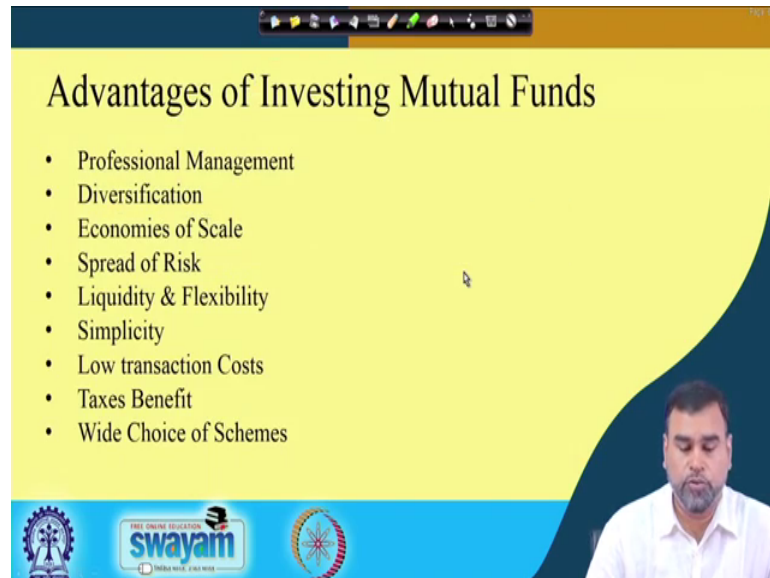 Advantages of Investing Mutual Funds
• Professional Management
• Diversification
• Economies of Scale
• Spread of Risk
• Liquidity & Flexibility
• Simplicity
• Low transaction Costs
• Taxes Benefit
• Wide Choice of Schemes
FREE ONLINE EDUCATION
swayam